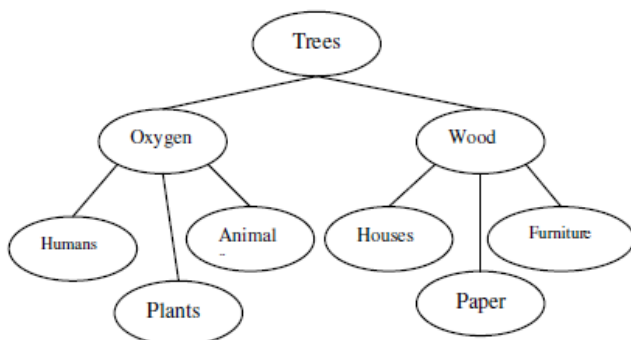 Trees
Oxygen
Wood
Humans
Animal
Houses
Furniture
Plants
Paper